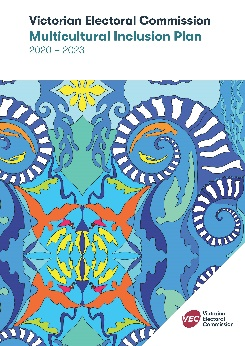 Victorian Electoral Commission
Multicultural Inclusion Plan
2020 – 2023
VEC
Victorian
Electoral
Commission